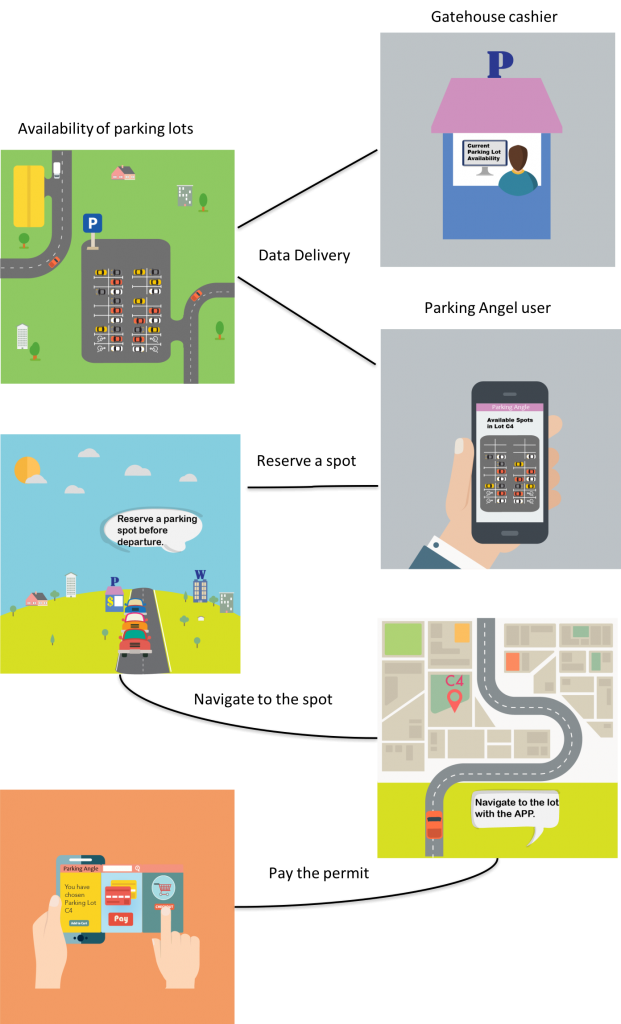 Gatehouse cashier
P
Current
Parking Lot
Availability
Availability of parking lots
P
Data Delivery
Parking Angel user
Parking Angle
Available Spots
in Lot C4
Reserve a spot
Reserve a parking
spot before
departure.
P
W
$
Navigate to the spot
C4
Navigate to the lot
with the APP.
Pay the permit
Parking Angle
You have
chosen
Parking Lot
C4
Pay